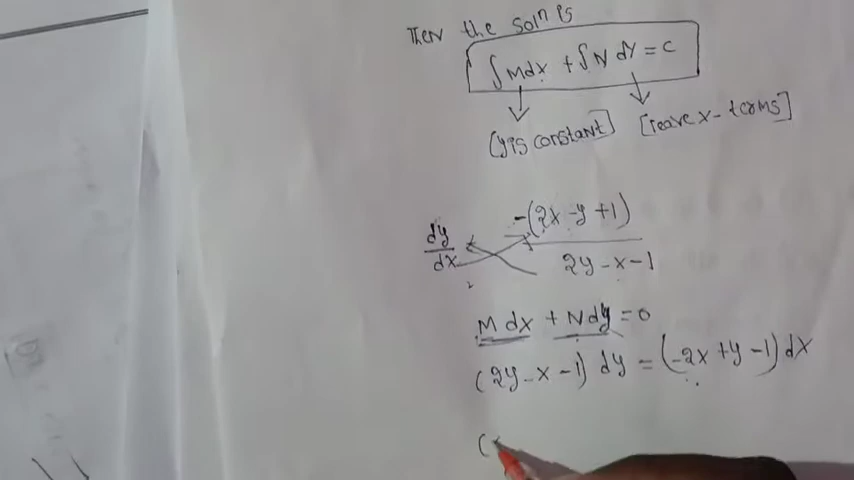 Then the solⁿ is
∫Mdx + ∫N dy = c
(y is constant] [leave x-terms]
dy/dx = -(2x - y + 1)/(2y - x - 1)
M dx + N dy = 0
(2y - x - 1) dy = (-2x + y - 1) dx
(